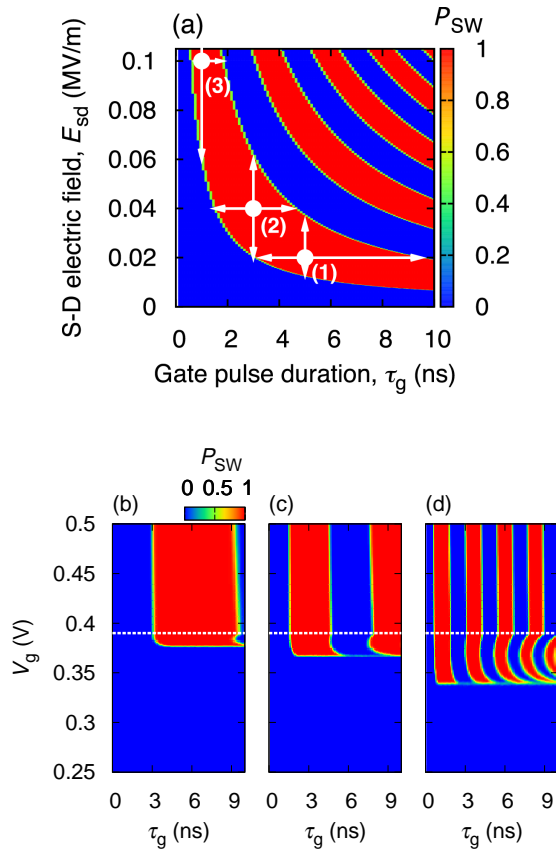 (a)
P_SW
S-D electric field, E_sd (MV/m)
0.1
0.08
0.06
0.04
0.02
0
(3)
(2)
(1)
1
0.8
0.6
0.4
0.2
0
0 2 4 6 8 10
Gate pulse duration, τ_g (ns)
P_SW
0 0.5 1
(b) (c) (d)
V_g (V)
0.5
0.45
0.4
0.35
0.3
0.25
0 3 6 9 0 3 6 9 0 3 6 9
τ_g (ns) τ_g (ns) τ_g (ns)